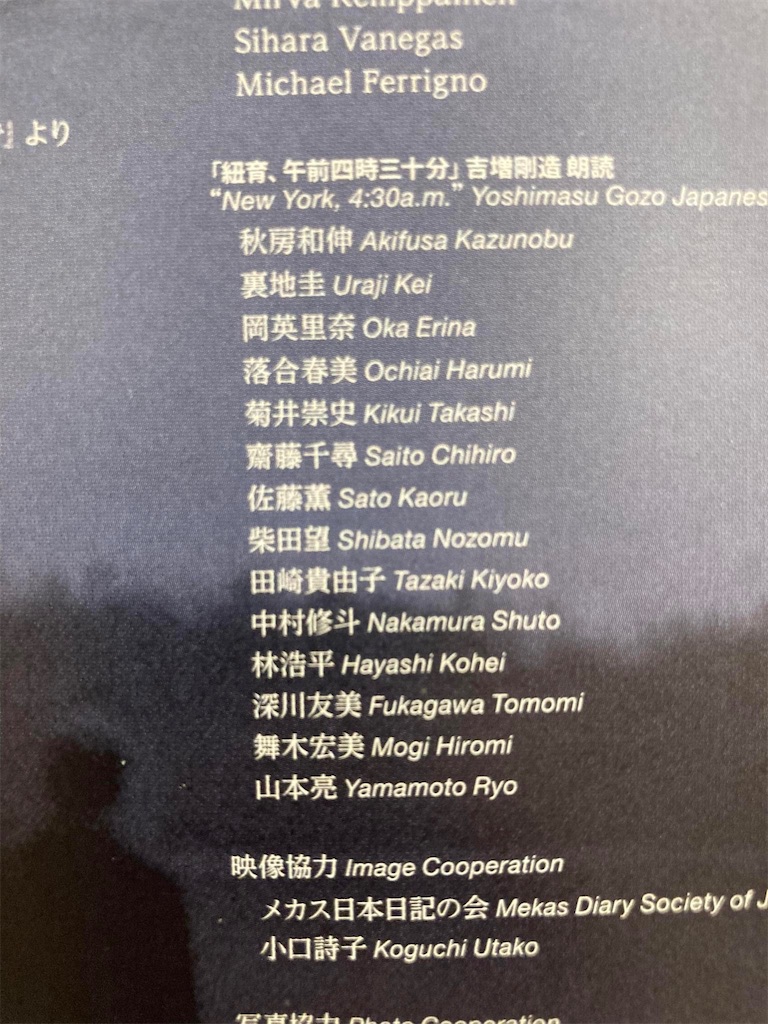 Sihara Vanegas
Michael Ferrigno
より
「紐育、午前四時三十分」吉増剛造 朗読
“New York, 4:30a.m.” Yoshimasu Gozo
秋房和伸 Akifusa Kazunobu
裏地圭 Uraji Kei
岡英里奈 Oka Erina
落合春美 Ochiai Harumi
菊井崇史 Kikui Takashi
齋藤千尋 Saito Chihiro
佐藤薫 Sato Kaoru
柴田望 Shibata Nozomu
田崎貴由子 Tazaki Kiyoko
中村修斗 Nakamura Shuto
林浩平 Hayashi Kohei
深川友美 Fukagawa Tomomi
舞木宏美 Mogi Hiromi
山本亮 Yamamoto Ryo
映像協力 Image Cooperation
メカス日本日記の会 Mekas Diary Society of
小口詩子 Koguchi Utako
写真協力 Photo Cooperation